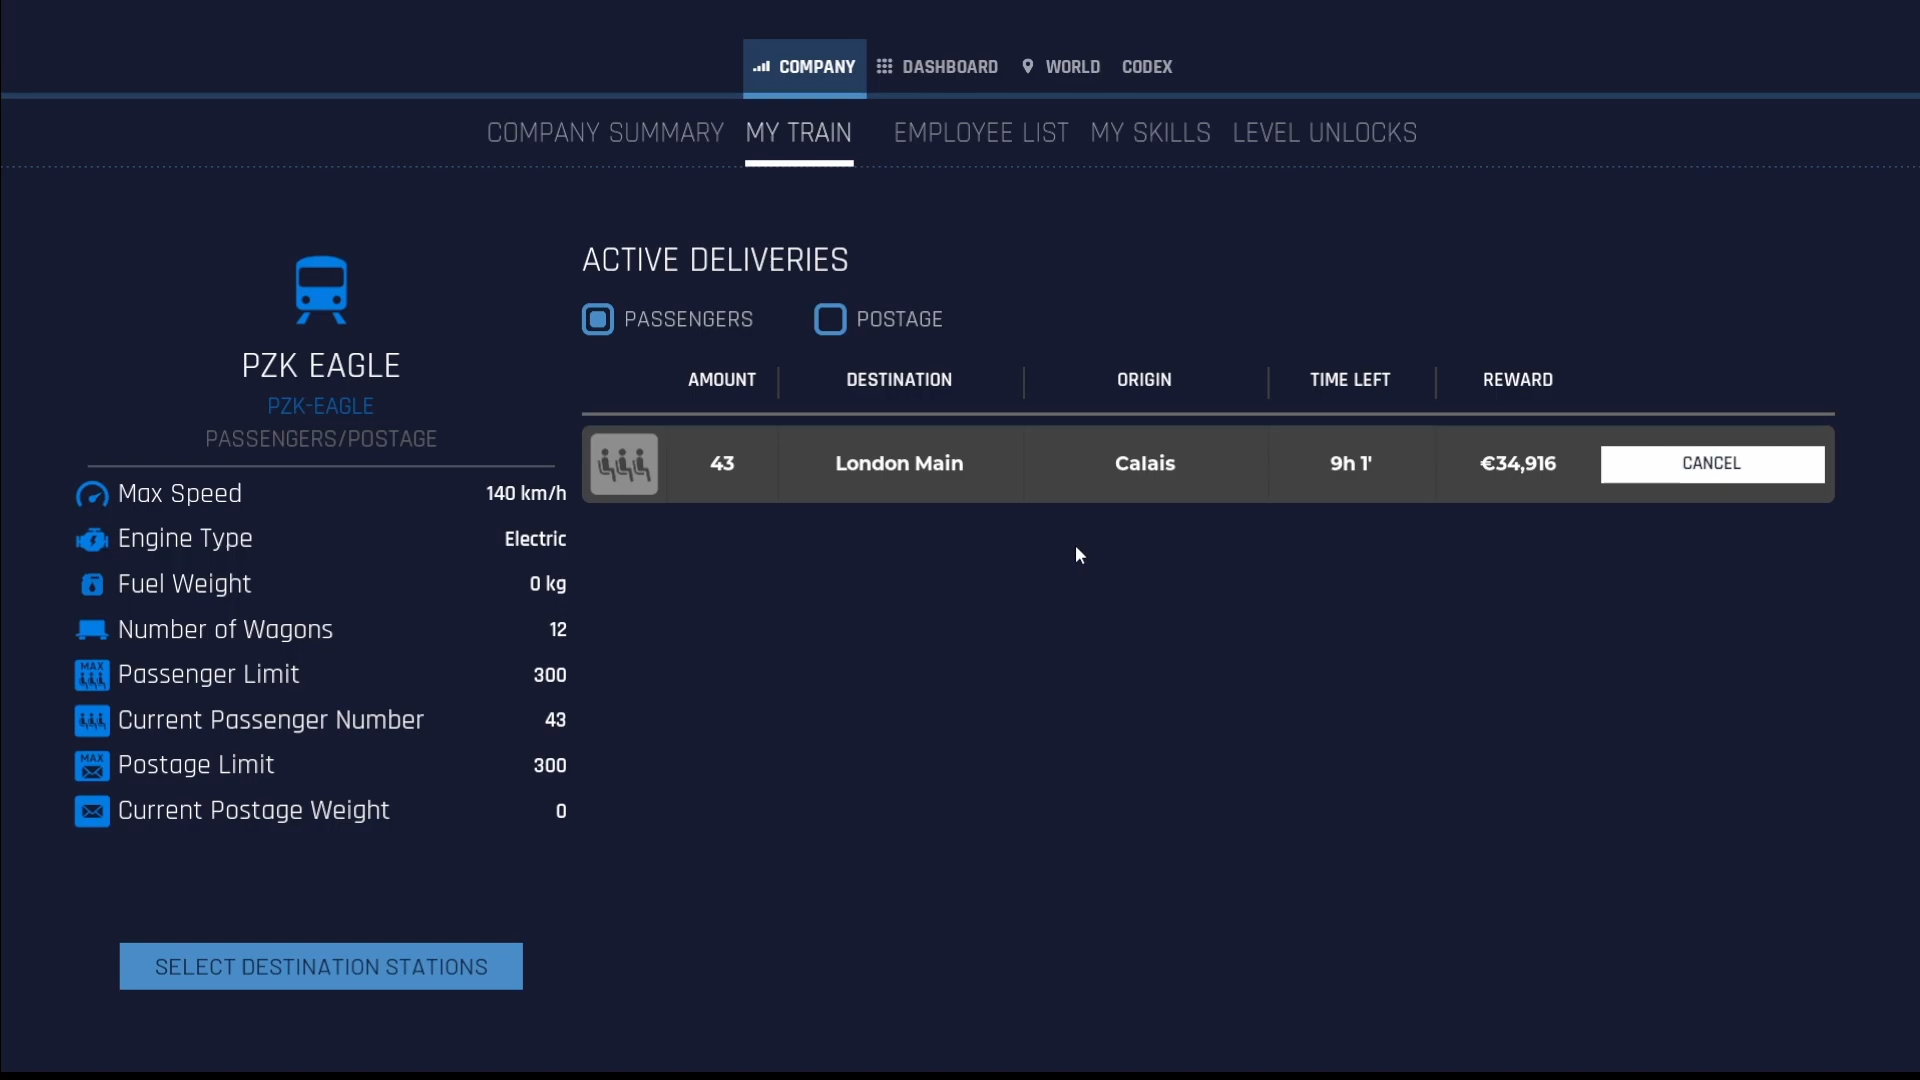 COMPANY DASHBOARD WORLD CODEX
COMPANY SUMMARY MY TRAIN EMPLOYEE LIST MY SKILLS LEVEL UNLOCKS
PZK EAGLE
PZK-EAGLE
PASSENGERS/POSTAGE
Max Speed 140 km/h
Engine Type Electric
Fuel Weight 0 kg
Number of Wagons 12
MAX
Passenger Limit 300
Current Passenger Number 43
MAX
Postage Limit 300
Current Postage Weight 0
SELECT DESTINATION STATIONS
ACTIVE DELIVERIES
PASSENGERS POSTAGE
AMOUNT DESTINATION ORIGIN TIME LEFT REWARD
43 London Main Calais 9h 1' €34,916 CANCEL